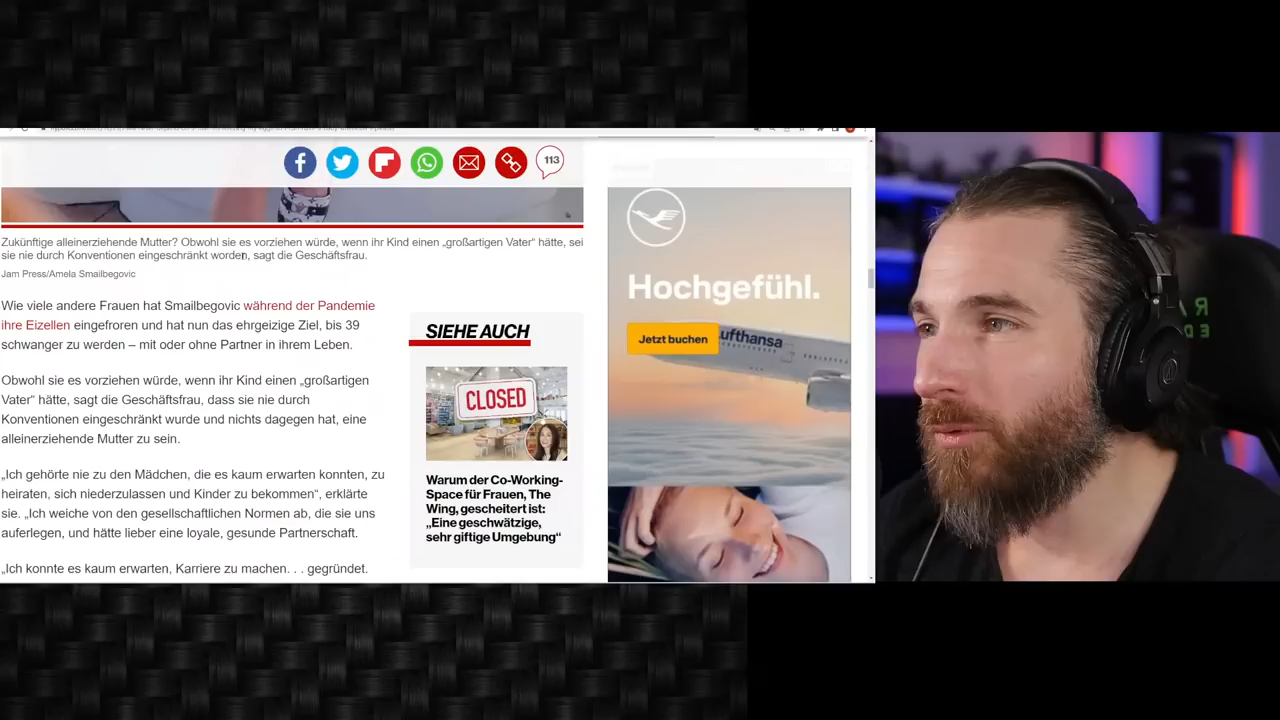 113
Zukünftige alleinerziehende Mutter? Obwohl sie es vorziehen würde, wenn ihr Kind einen „großartigen Vater“ hätte, sei
sie nie durch Konventionen eingeschränkt worden, sagt die Geschäftsfrau.
Jam Press/Amela Smailbegovic
Wie viele andere Frauen hat Smailbegovic während der Pandemie
ihre Eizellen eingefroren und hat nun das ehrgeizige Ziel, bis 39
schwanger zu werden – mit oder ohne Partner in ihrem Leben.
Obwohl sie es vorziehen würde, wenn ihr Kind einen „großartigen
Vater“ hätte, sagt die Geschäftsfrau, dass sie nie durch
Konventionen eingeschränkt wurde und nichts dagegen hat, eine
alleinerziehende Mutter zu sein.
„Ich gehörte nie zu den Mädchen, die es kaum erwarten konnten, zu
heiraten, sich niederzulassen und Kinder zu bekommen“, erklärte
sie. „Ich weiche von den gesellschaftlichen Normen ab, die sie uns
auferlegen, und hätte lieber eine loyale, gesunde Partnerschaft.
„Ich konnte es kaum erwarten, Karriere zu machen. . . gegründet.
SIEHE AUCH
CLOSED
Warum der Co-Working-
Space für Frauen, The
Wing, gescheitert ist:
„Eine geschwätzige,
sehr giftige Umgebung“
Hochgefühl.
Jetzt buchen
ufthansa